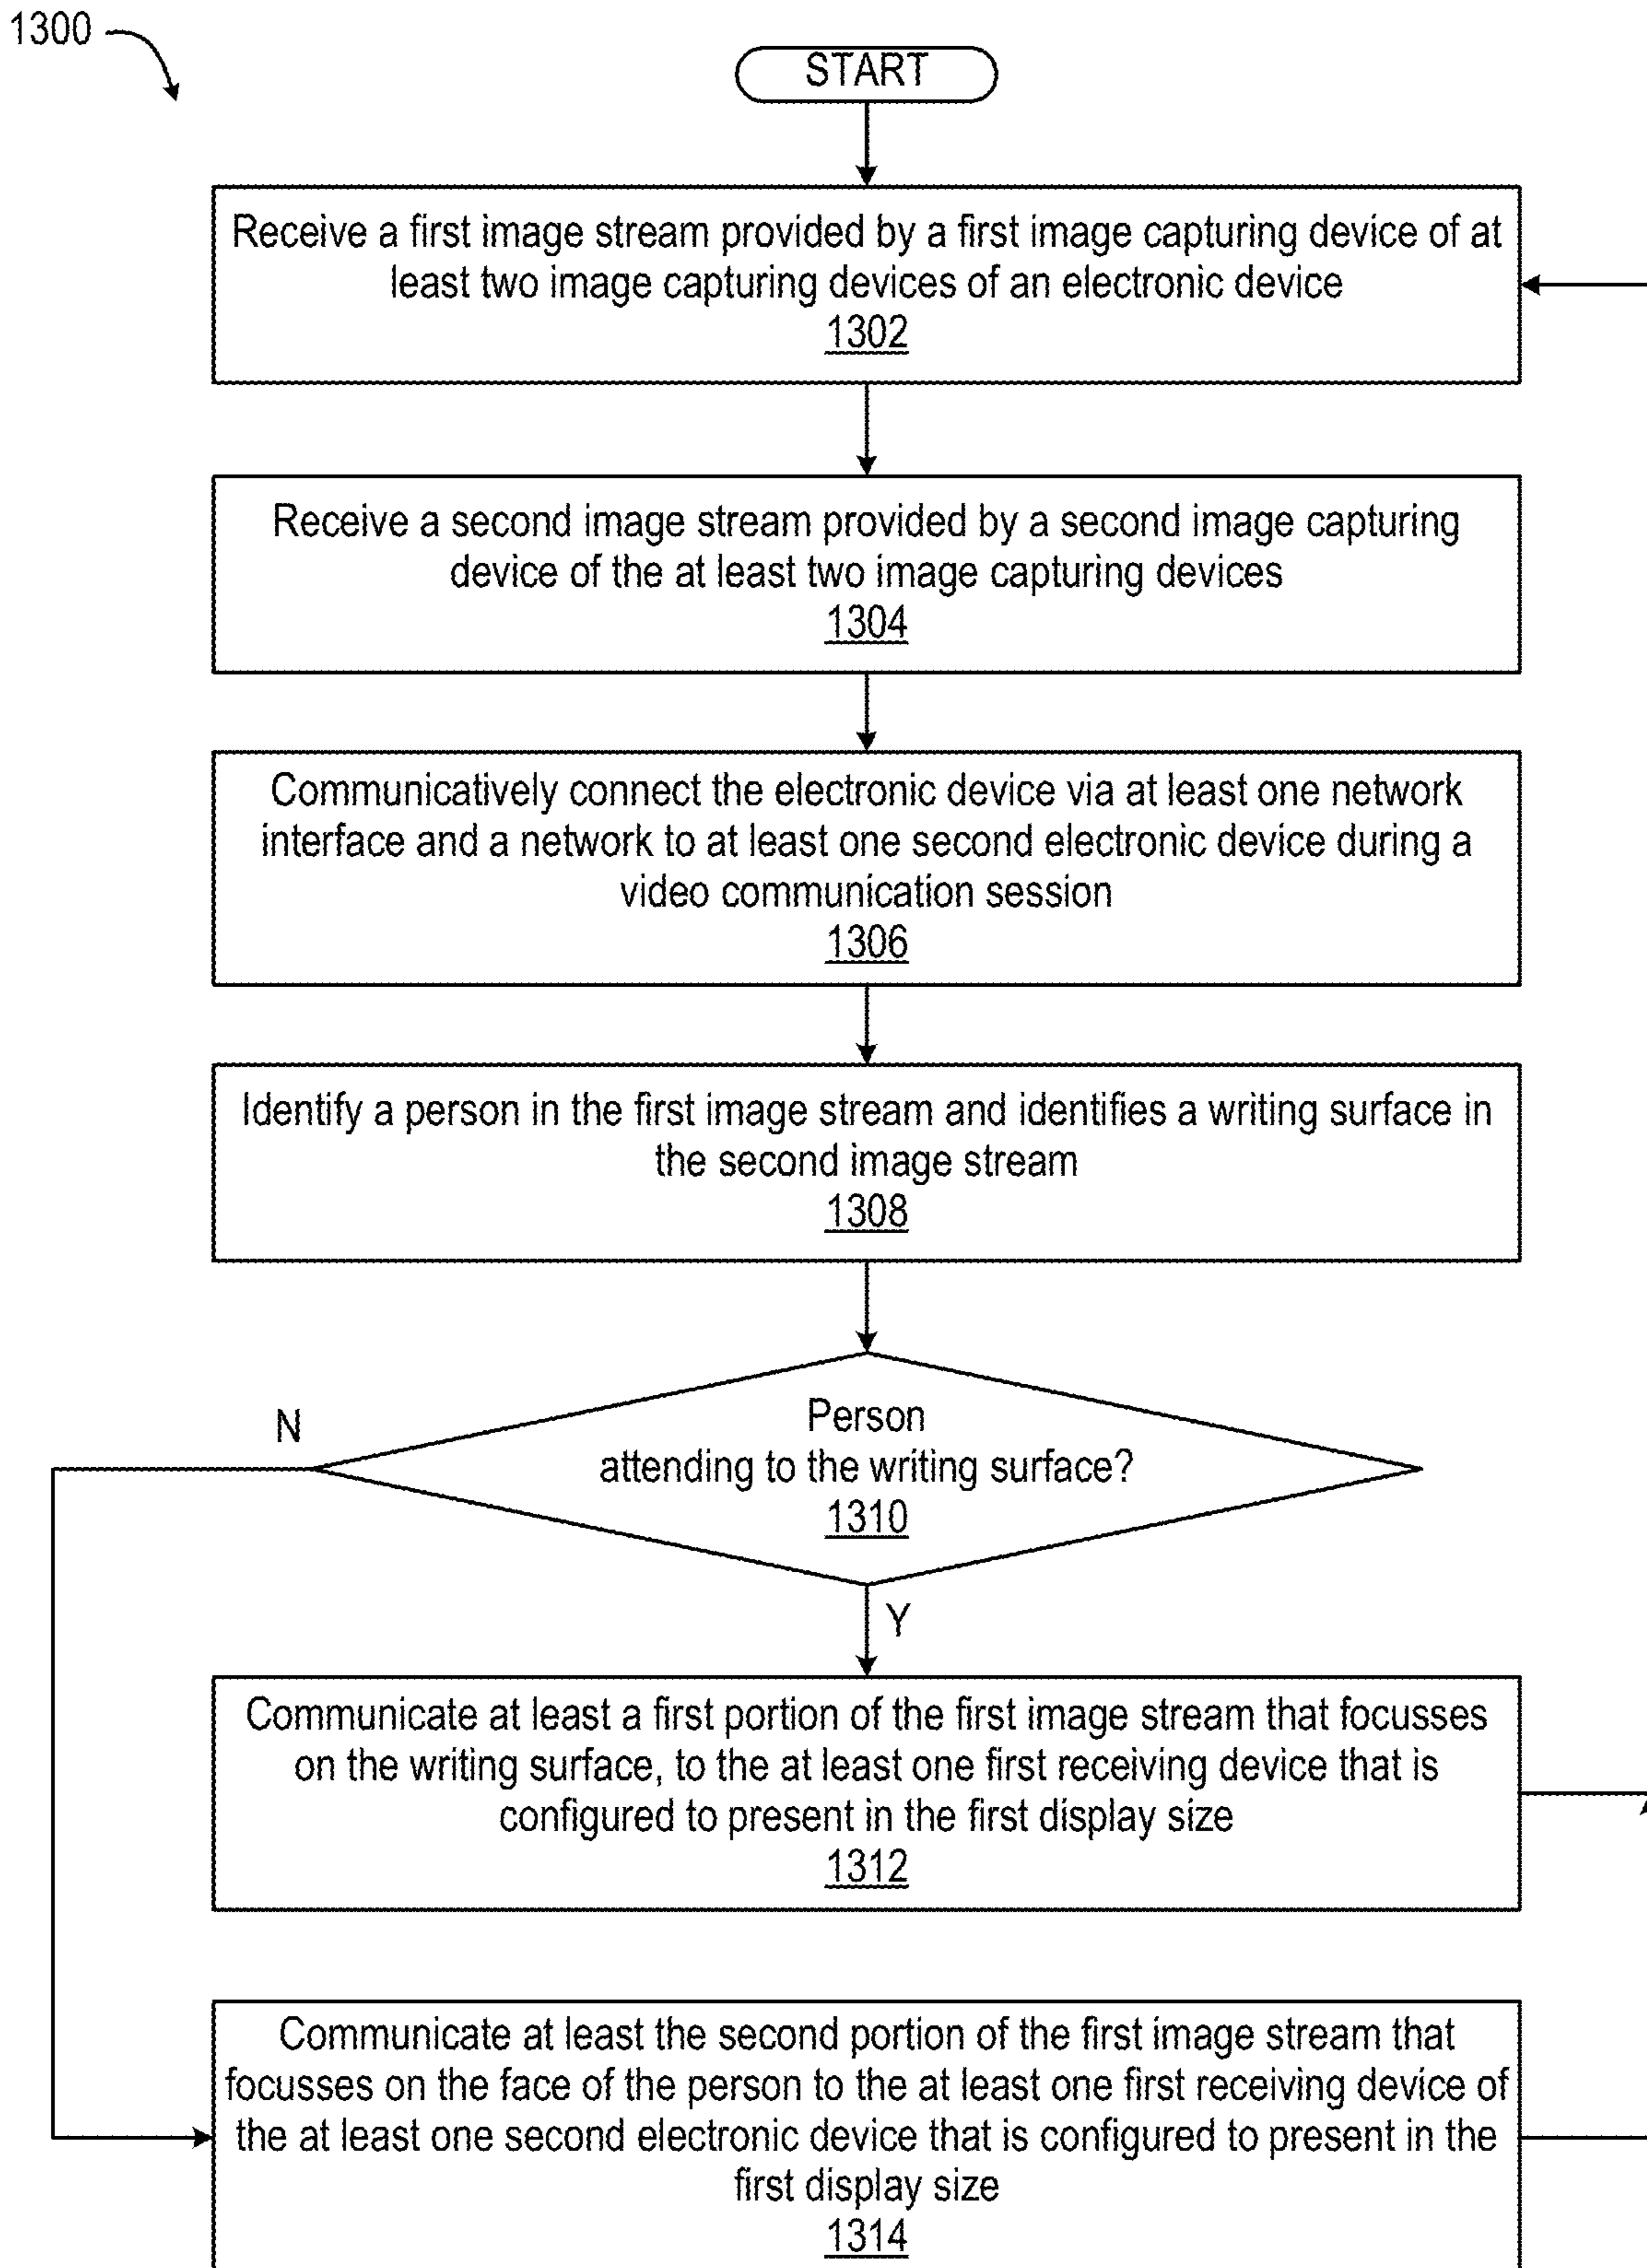 1300
START
Receive a first image stream provided by a first image capturing device of at
least two image capturing devices of an electronic device
1302
Receive a second image stream provided by a second image capturing
device of the at least two image capturing devices
1304
Communicatively connect the electronic device via at least one network
interface and a network to at least one second electronic device during a
video communication session
1306
Identify a person in the first image stream and identifies a writing surface in
the second image stream
1308
N
Person
attending to the writing surface?
1310
Y
Communicate at least a first portion of the first image stream that focusses
on the writing surface, to the at least one first receiving device that is
configured to present in the first display size
1312
Communicate at least the second portion of the first image stream that
focusses on the face of the person to the at least one first receiving device of
the at least one second electronic device that is configured to present in the
first display size
1314